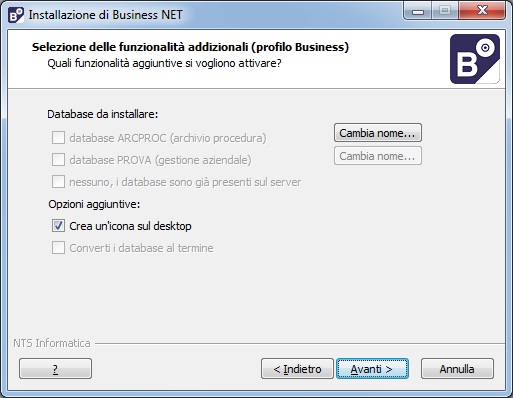 Installazione di Business NET
Selezione delle funzionalità addizionali (profilo Business)
Quali funzionalità aggiuntive si vogliono attivare?
B
Database da installare:
database ARCPROC (archivio procedura)
Cambia nome...
database PROVA (gestione aziendale)
Cambia nome...
nessuno, i database sono già presenti sul server
Opzioni aggiuntive:
Crea un'icona sul desktop
Converti i database al termine
NTS Informatica
?
< Indietro
Avanti >
Annulla